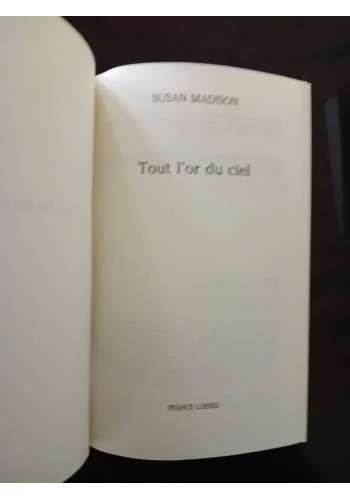 SUSAN MADISON
Tout l'or du ciel
FRANCE LOISIRS